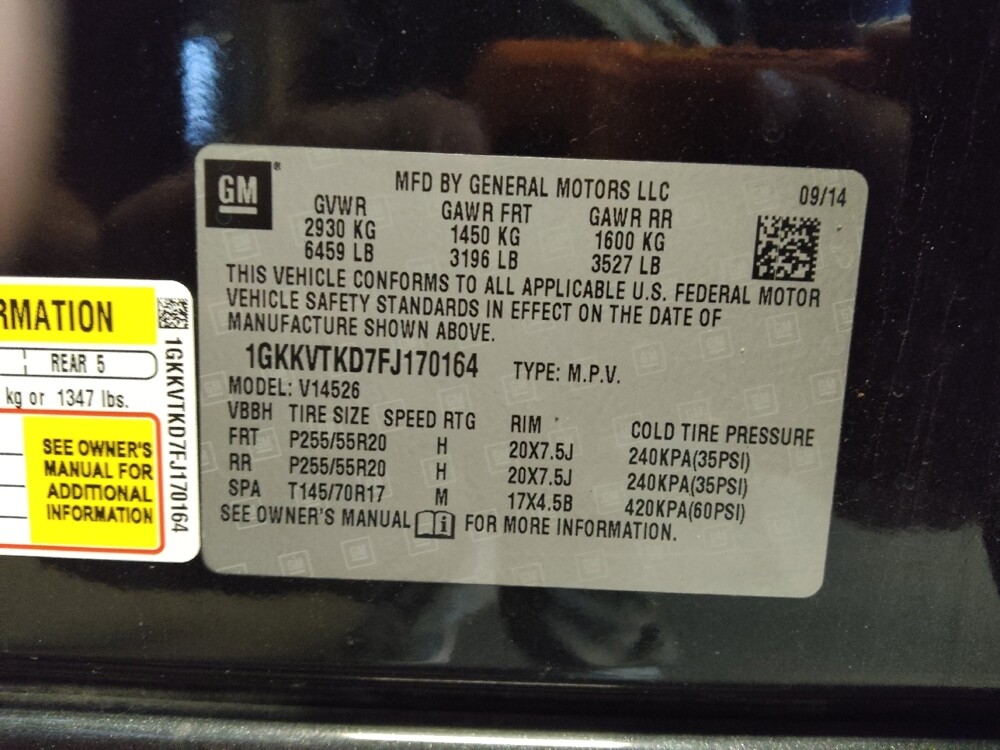 GM ®
MFD BY GENERAL MOTORS LLC 09/14
GVWR GAWR FRT GAWR RR
2930 KG 1450 KG 1600 KG
6459 LB 3196 LB 3527 LB
THIS VEHICLE CONFORMS TO ALL APPLICABLE U.S. FEDERAL MOTOR
VEHICLE SAFETY STANDARDS IN EFFECT ON THE DATE OF
MANUFACTURE SHOWN ABOVE.
1GKKVTKD7FJ170164 TYPE: M.P.V.
MODEL: V14526
VBBH TIRE SIZE SPEED RTG RIM COLD TIRE PRESSURE
FRT P255/55R20 H 20X7.5J 240KPA(35PSI)
RR P255/55R20 H 20X7.5J 240KPA(35PSI)
SPA T145/70R17 M 17X4.5B 420KPA(60PSI)
SEE OWNER'S MANUAL i FOR MORE INFORMATION.
RMATION
REAR 5
kg or 1347 lbs.
SEE OWNER'S
MANUAL FOR
ADDITIONAL
INFORMATION
1GKKVTKD7FJ170164